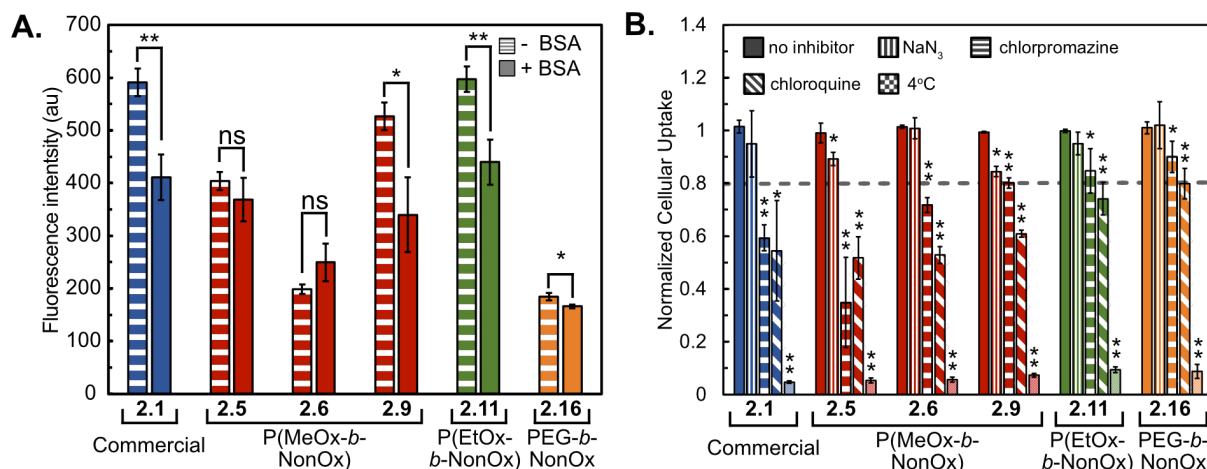 A.
Fluorescence intentsity (au)
700
600
500
400
300
200
100
0
- BSA
+ BSA
**
ns
ns
*
**
*
2.1
2.5
2.6
2.9
2.11
2.16
Commercial
P(MeOx-b-
NonOx)
P(EtOx-
b-NonOx)
PEG-b-
NonOx
B.
Normalized Cellular Uptake
1.4
1.2
1
0.8
0.6
0.4
0.2
0
no inhibitor
NaN3
chlorpromazine
chloroquine
4°C
**
*
**
*
**
*
**
**
**
**
*
**
**
**
*
**
**
*
**
**
2.1
2.5
2.6
2.9
2.11
2.16
Commercial
P(MeOx-b-
NonOx)
P(EtOx-
b-NonOx)
PEG-b-
NonOx